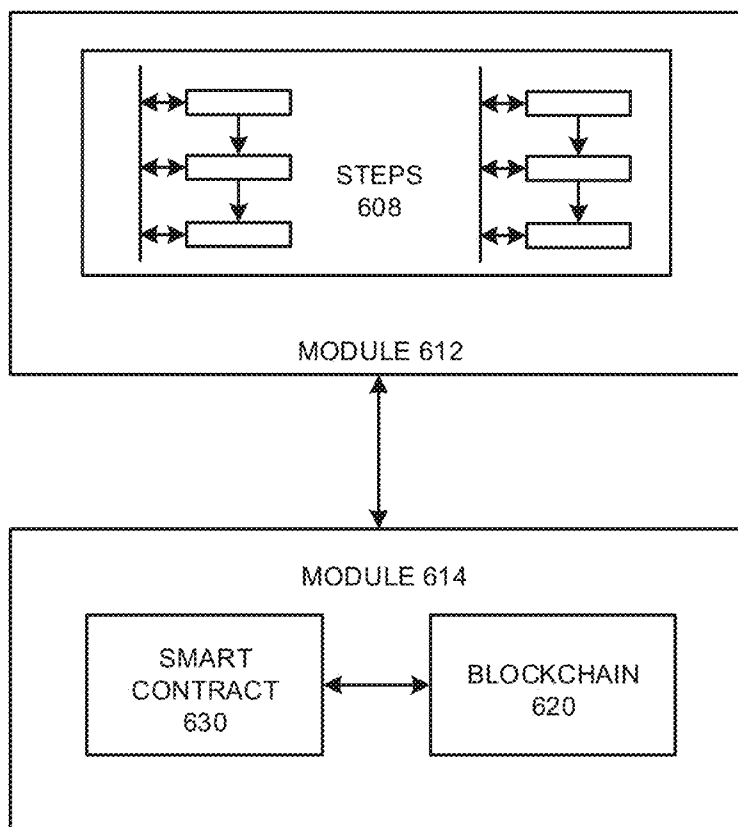 STEPS
608
MODULE 612
MODULE 614
SMART
CONTRACT
630
BLOCKCHAIN
620